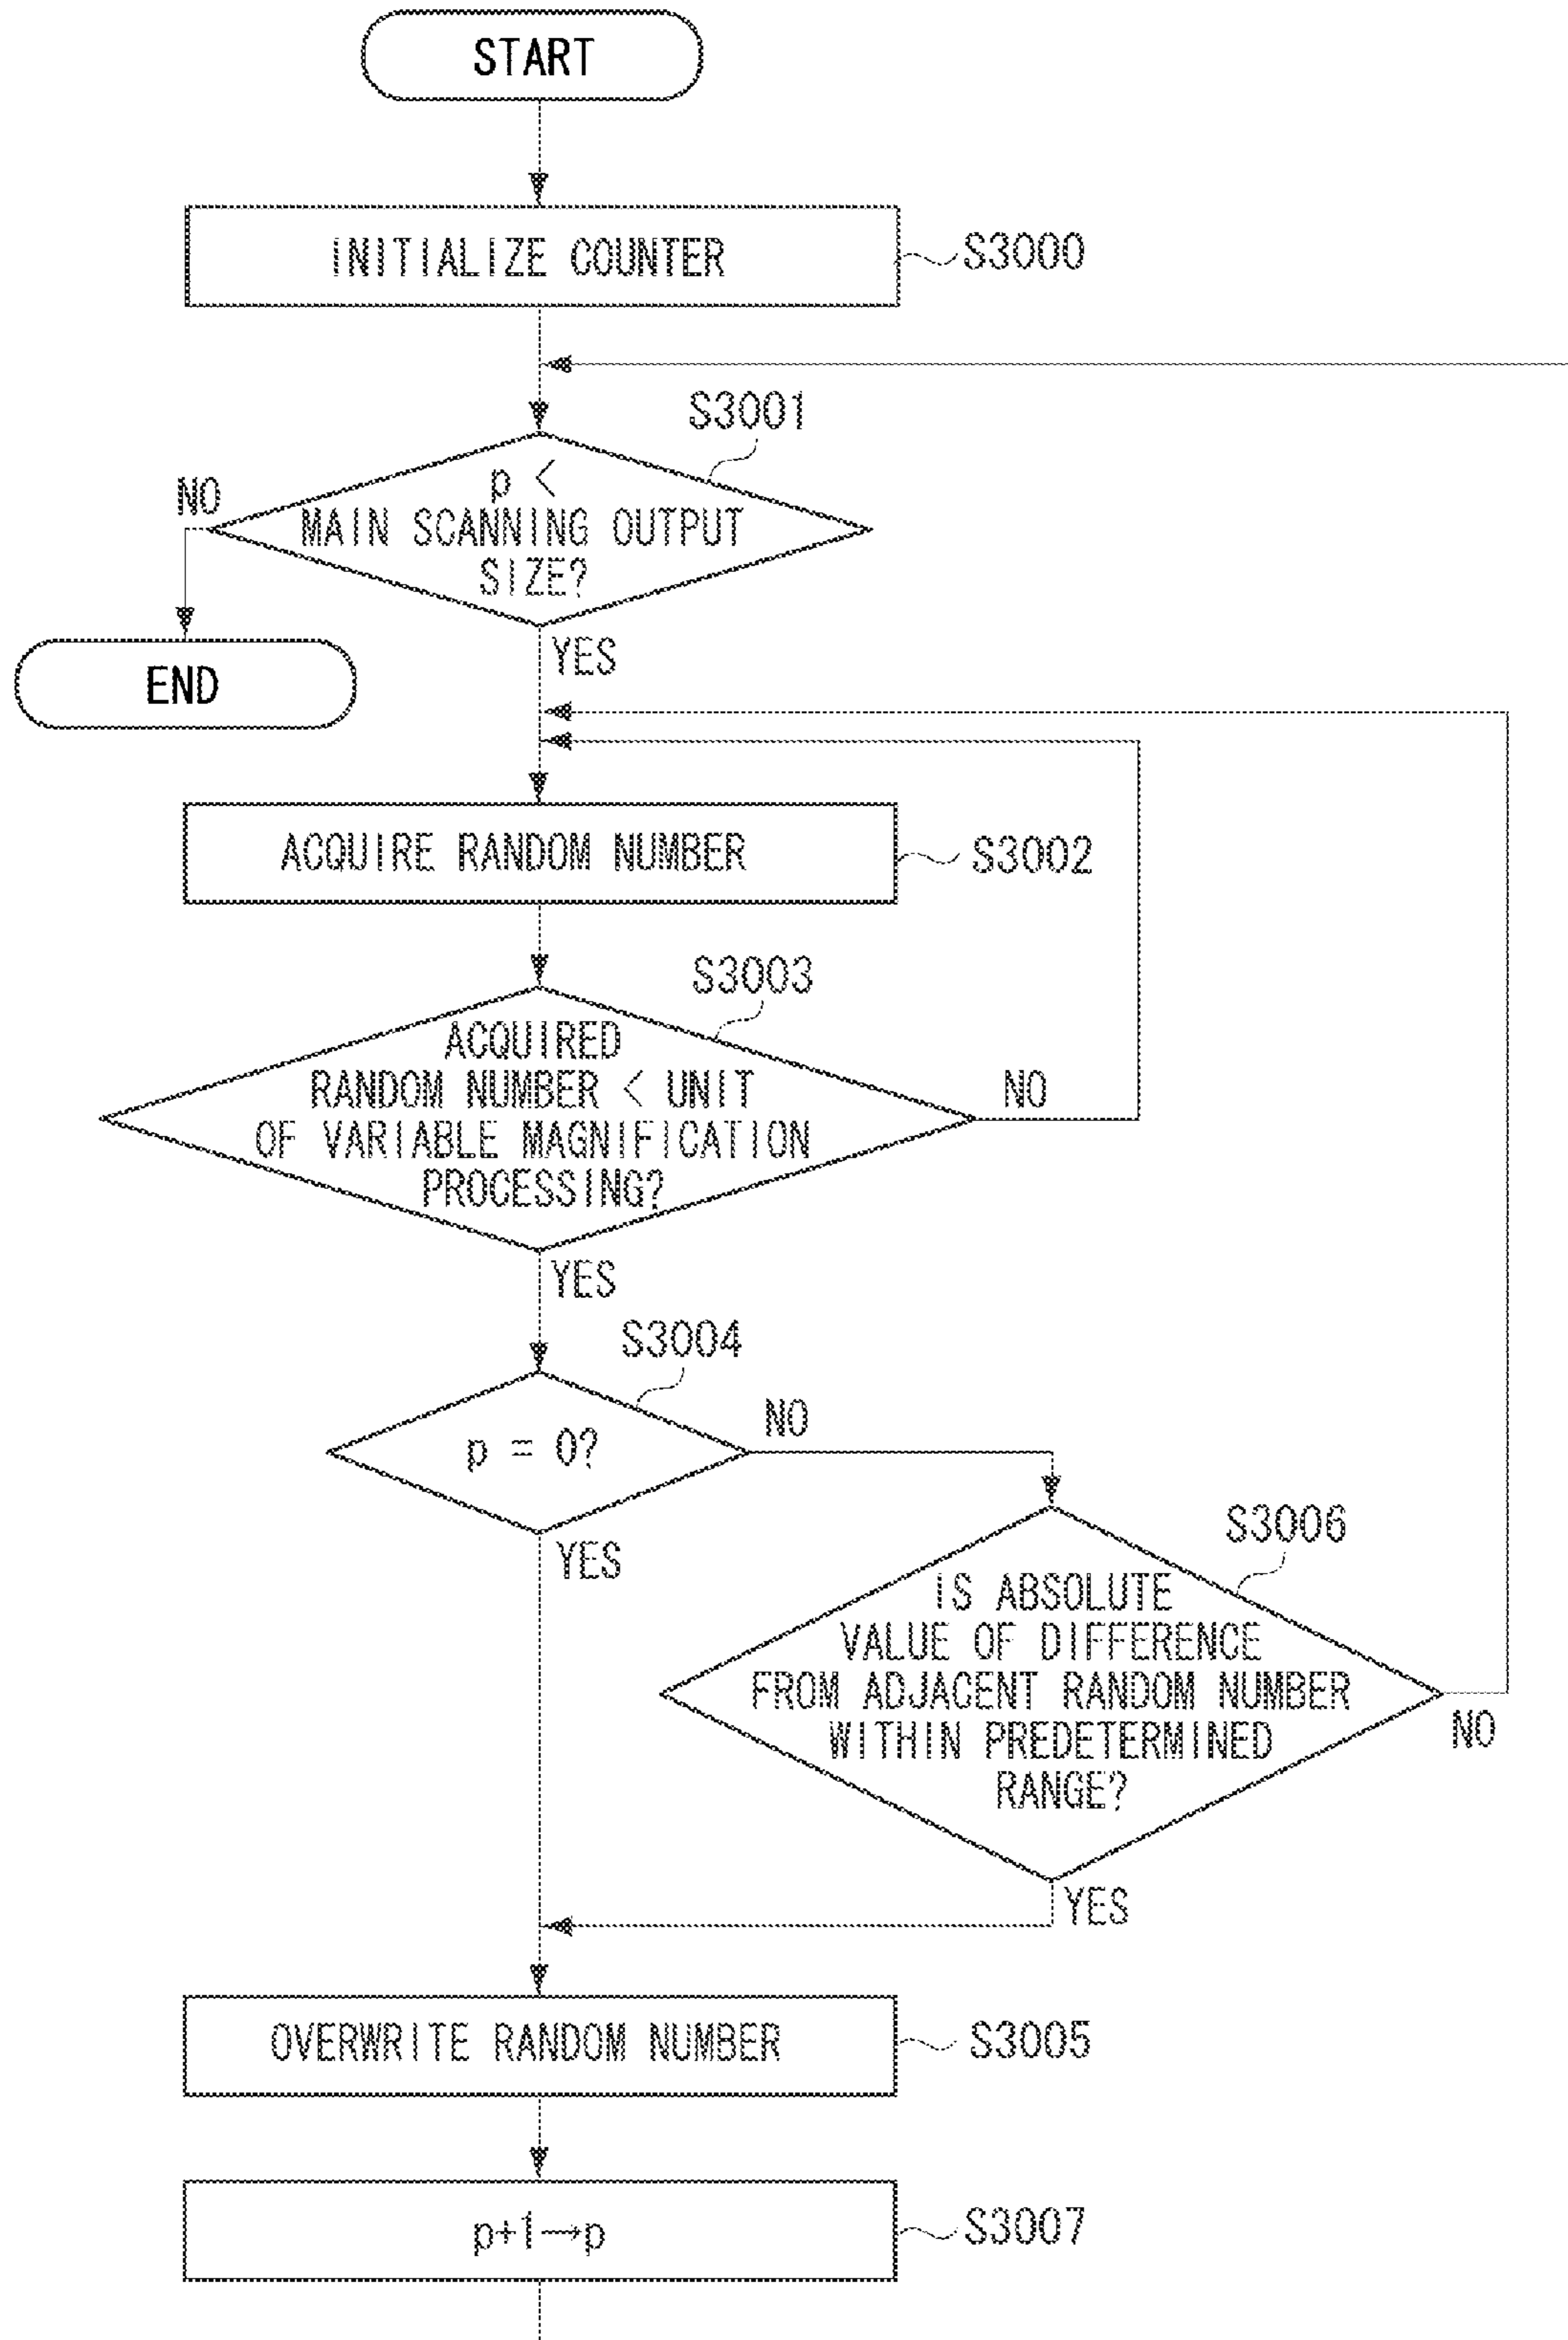 START
INITIALIZE COUNTER
S3000
S3001
NO
p <
MAIN SCANNING OUTPUT
SIZE?
YES
END
ACQUIRE RANDOM NUMBER
S3002
S3003
ACQUIRED
RANDOM NUMBER < UNIT
OF VARIABLE MAGNIFICATION
PROCESSING?
NO
YES
S3004
p = 0?
NO
YES
S3006
IS ABSOLUTE
VALUE OF DIFFERENCE
FROM ADJACENT RANDOM NUMBER
WITHIN PREDETERMINED
RANGE?
NO
YES
OVERWRITE RANDOM NUMBER
S3005
p+1→p
S3007